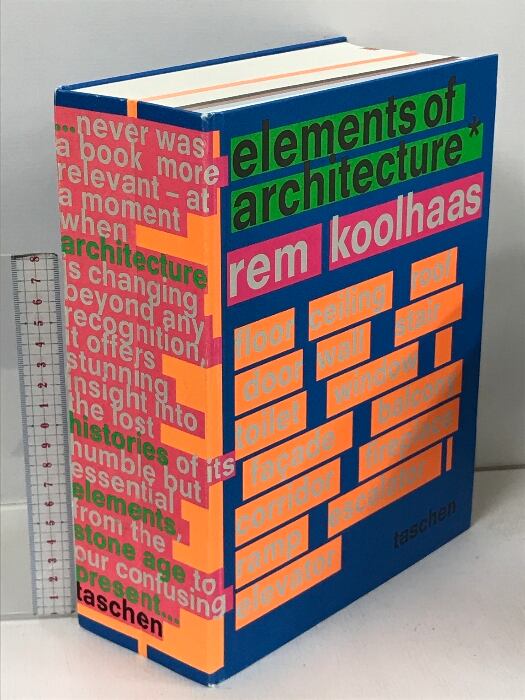 ...never was
a book more
relevant – at
a moment
when
architecture
is changing
beyond any
recognition,
it offers
stunning
insight into
the lost
histories of its
humble but
essential
elements,
from the
stone age to
our confusing
present...
taschen
elements of
architecture*
rem koolhaas
floor ceiling roof
door wall stair
toilet window
façade balcony
corridor fireplace
ramp escalator
elevator
taschen